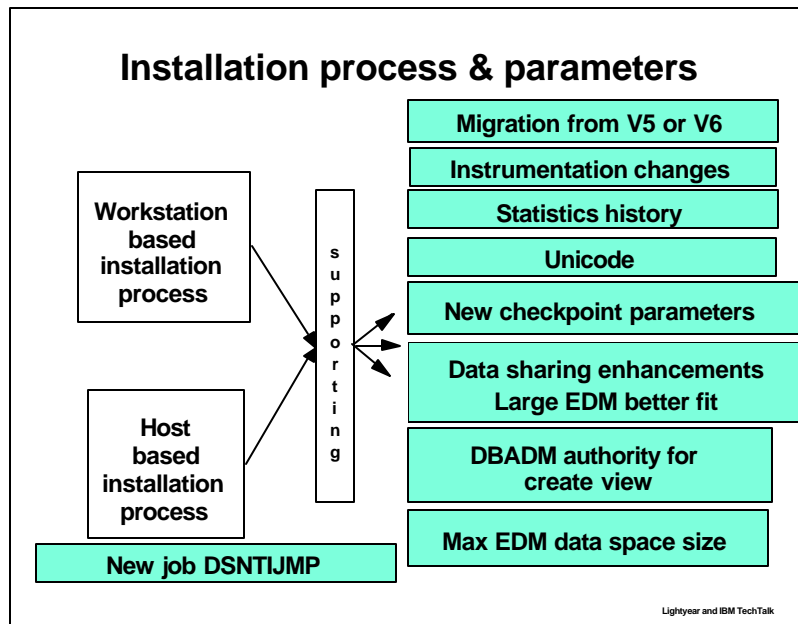 Installation process & parameters
Workstation
based
installation
process
Host
based
installation
process
New job DSNTIJMP
supporting
Migration from V5 or V6
Instrumentation changes
Statistics history
Unicode
New checkpoint parameters
Data sharing enhancements
Large EDM better fit
DBADM authority for
create view
Max EDM data space size
Lightyear and IBM TechTalk